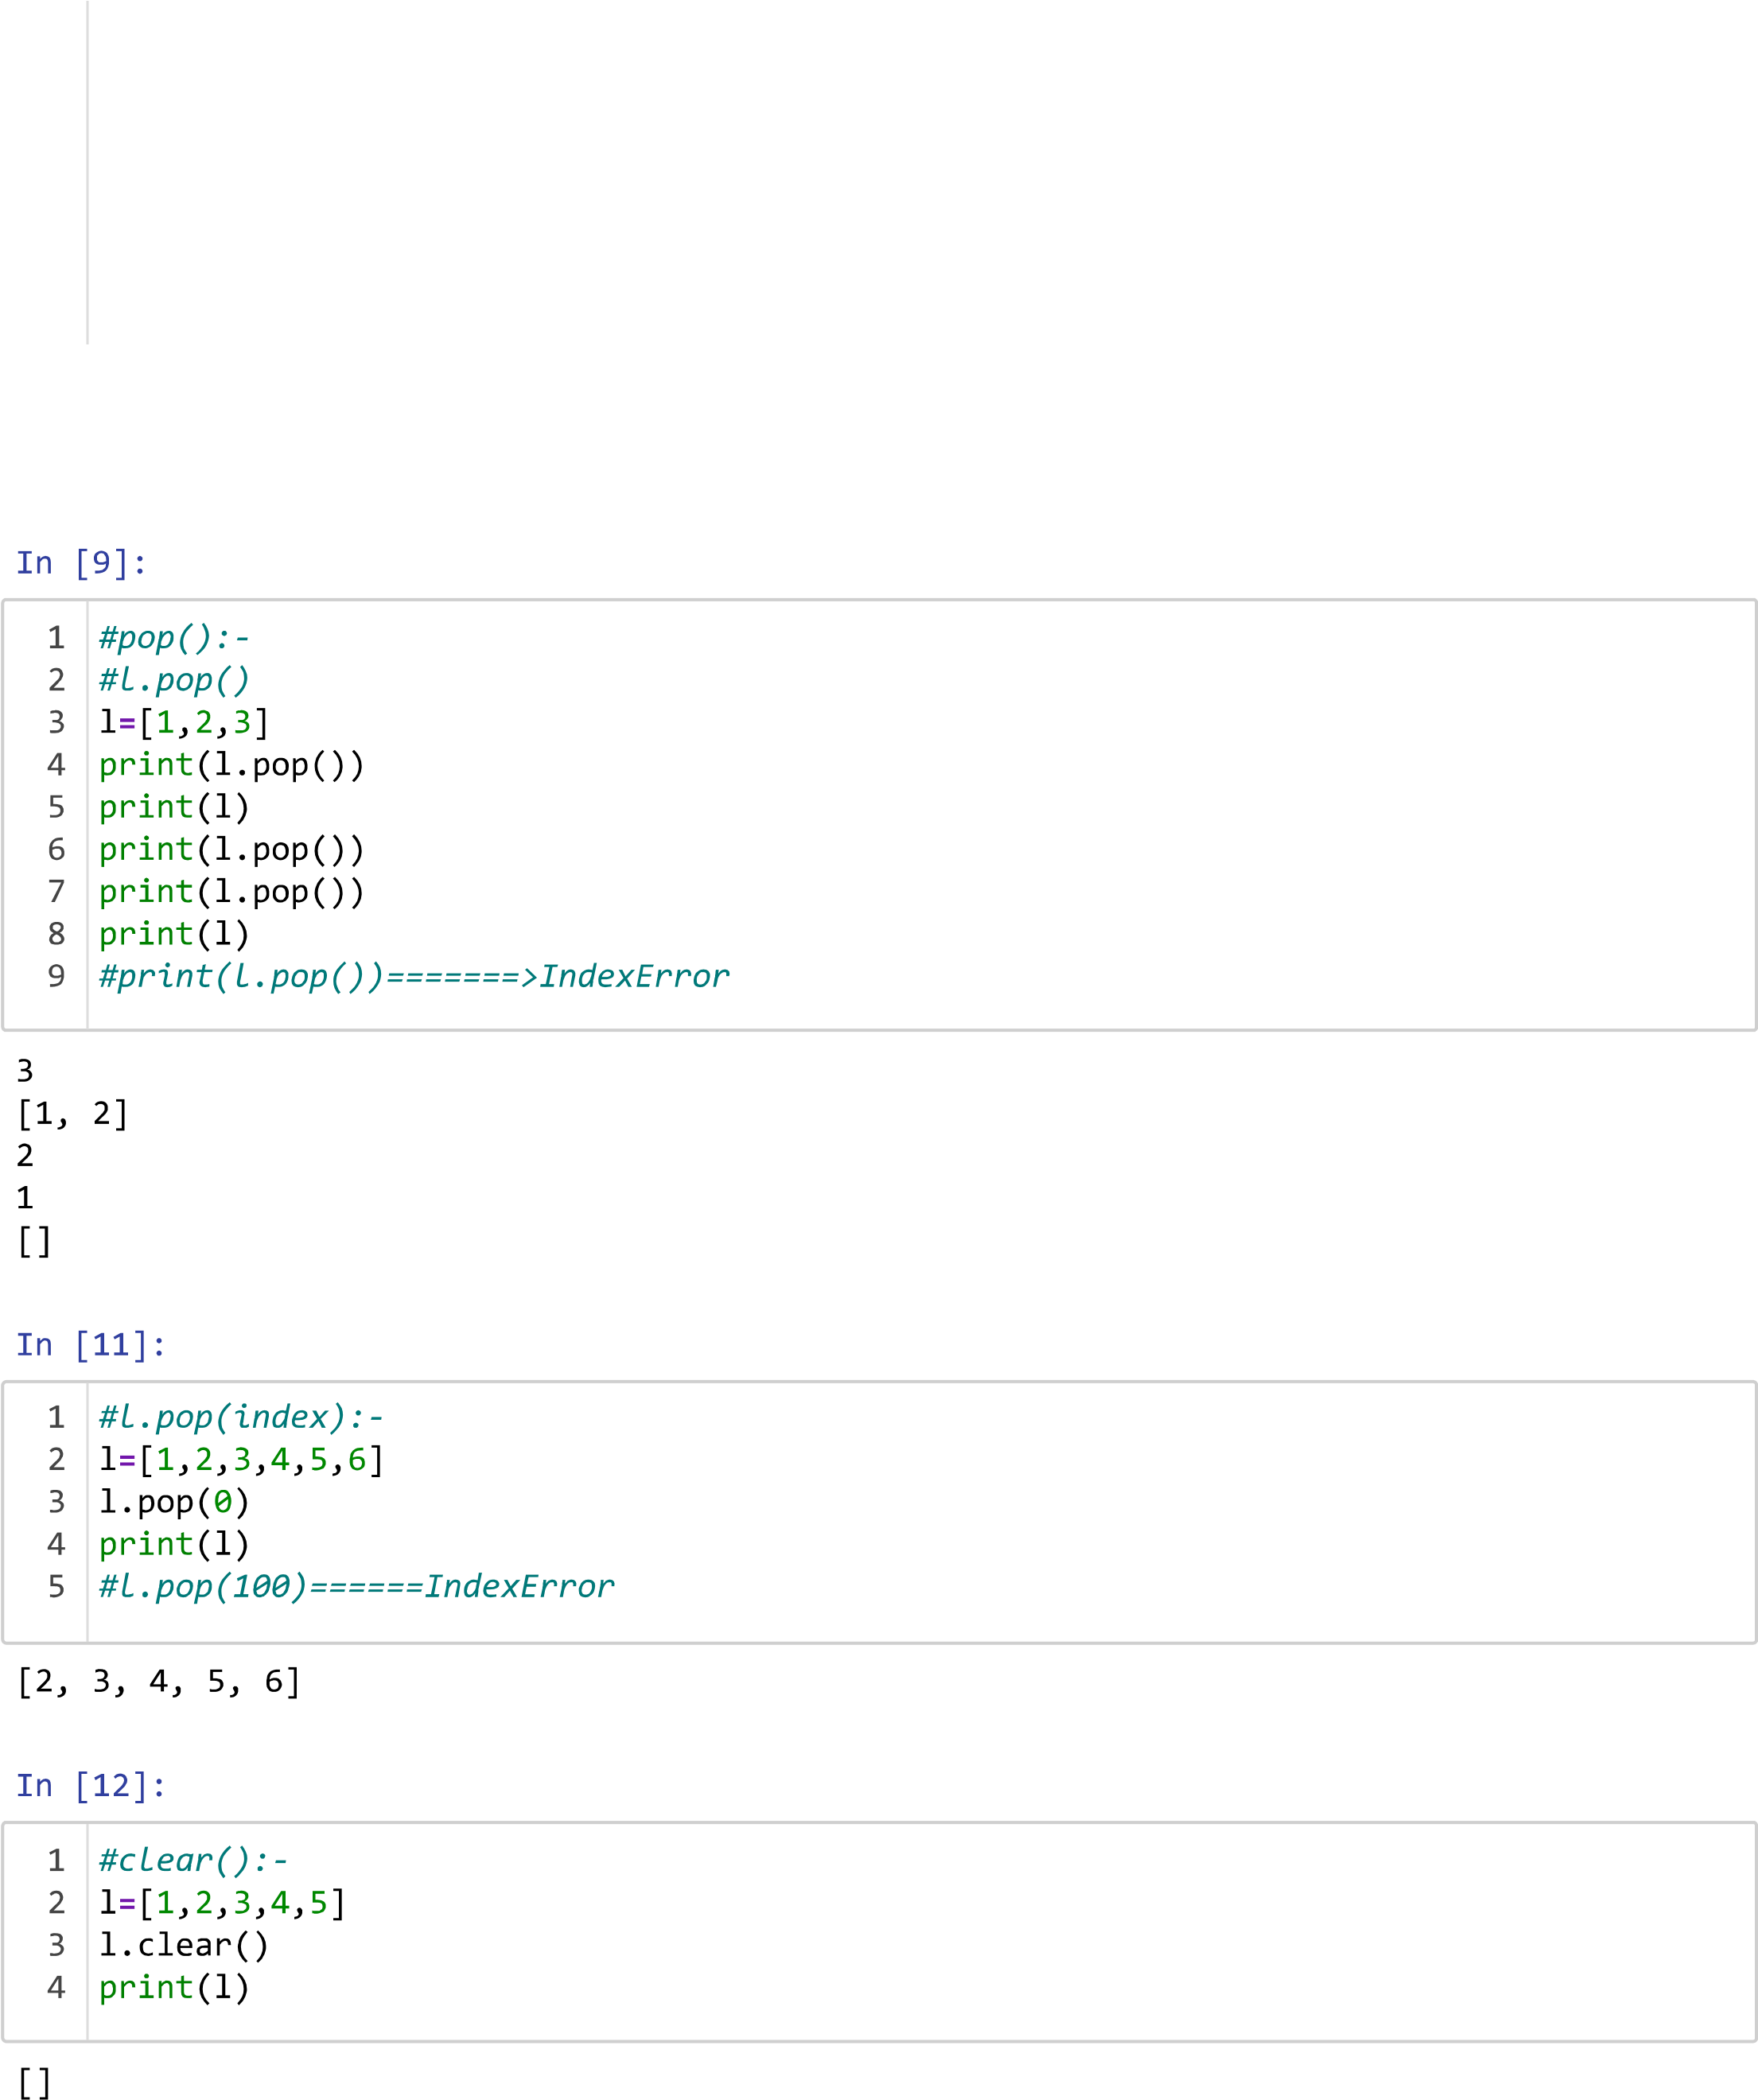 In [9]:
1 #pop():-
2 #l.pop()
3 l=[1,2,3]
4 print(l.pop())
5 print(l)
6 print(l.pop())
7 print(l.pop())
8 print(l)
9 #print(l.pop())=======>IndexError
3
[1, 2]
2
1
[]
In [11]:
1 #l.pop(index):-
2 l=[1,2,3,4,5,6]
3 l.pop(0)
4 print(l)
5 #l.pop(100)======IndexError
[2, 3, 4, 5, 6]
In [12]:
1 #clear():-
2 l=[1,2,3,4,5]
3 l.clear()
4 print(l)
[]